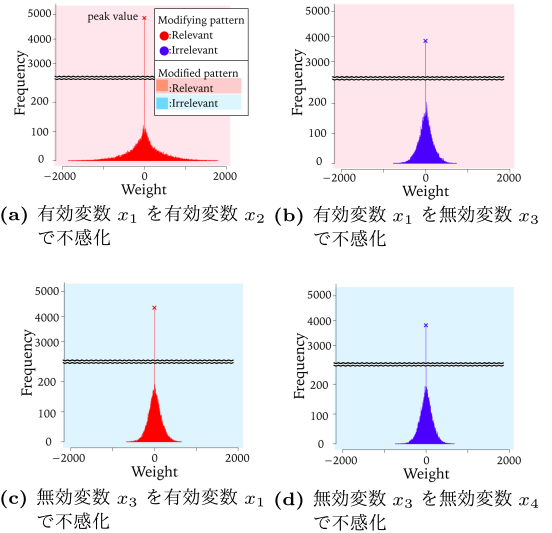 peak value
Modifying pattern
:Relevant
:Irrelevant
Modified pattern
:Relevant
:Irrelevant
Frequency
5000
4000
3000
200
100
0
−2000
0
2000
Weight
(a) 有効変数 x1 を有効変数 x2
で不感化
Frequency
5000
4000
3000
200
100
0
−2000
0
2000
Weight
(b) 有効変数 x1 を無効変数 x3
で不感化
Frequency
5000
4000
3000
200
100
0
−2000
0
2000
Weight
(c) 無効変数 x3 を有効変数 x1
で不感化
Frequency
5000
4000
3000
200
100
0
−2000
0
2000
Weight
(d) 無効変数 x3 を無効変数 x4
で不感化